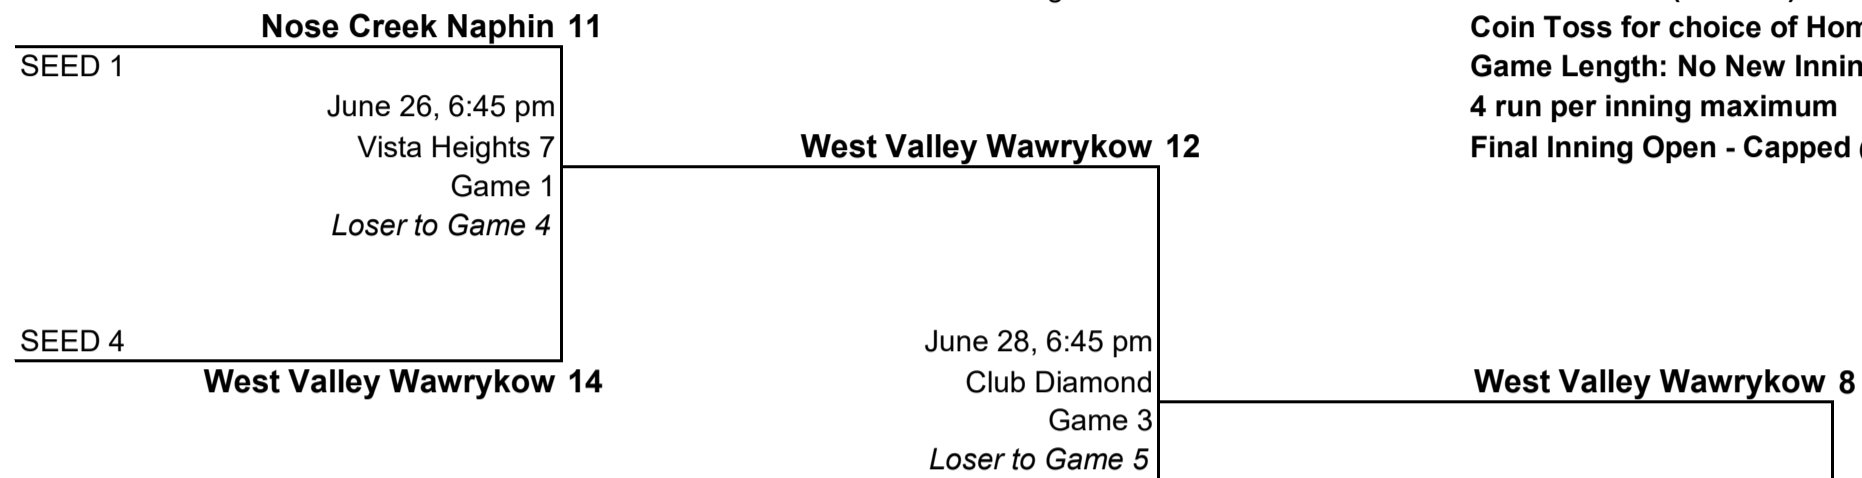 Nose Creek Naphin 11
SEED 1
June 26, 6:45 pm
Vista Heights 7
Game 1
Loser to Game 4
SEED 4
West Valley Wawrykow 14
West Valley Wawrykow 12
June 28, 6:45 pm
Club Diamond
Game 3
Loser to Game 5
Coin Toss for choice of
Game Length: No New
4 run per inning maximum
Final Inning Open - Capped
West Valley Wawrykow 8